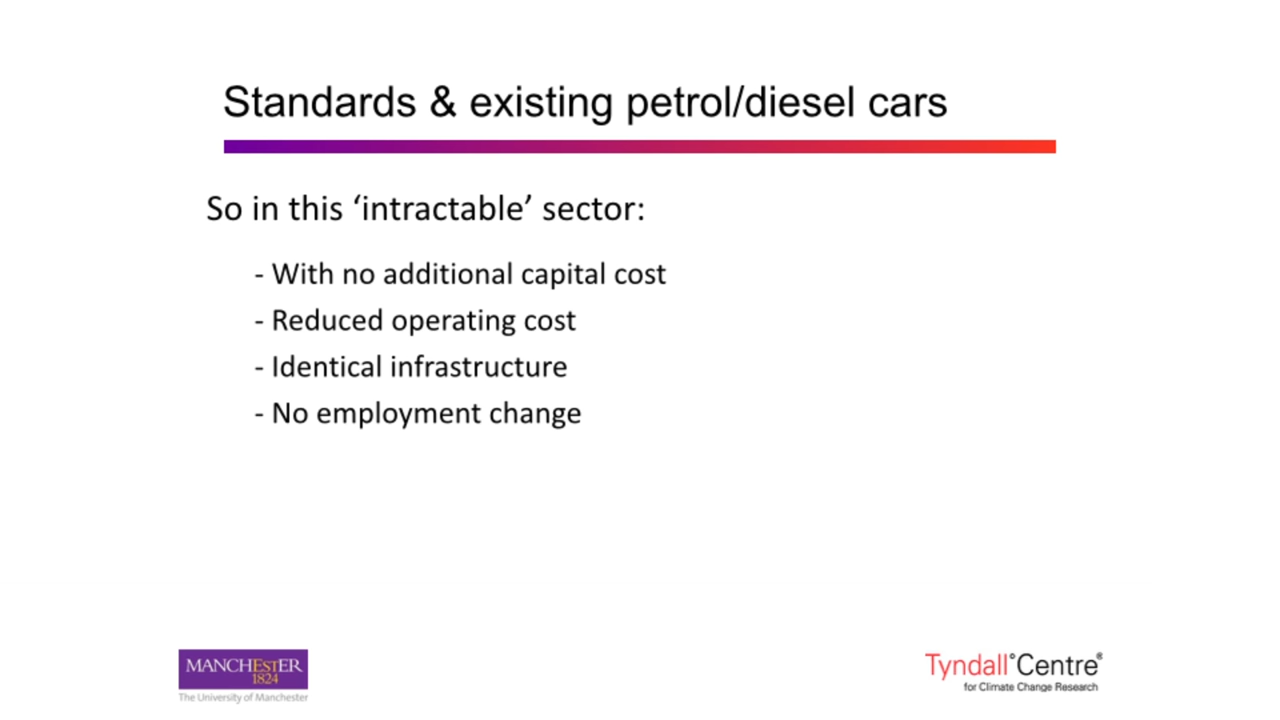 Standards & existing petrol/diesel cars
So in this ‘intractable’ sector:
- With no additional capital cost
- Reduced operating cost
- Identical infrastructure
- No employment change
MANCHEStER
1824
The University of Manchester
Tyndall°Centre®
for Climate Change Research